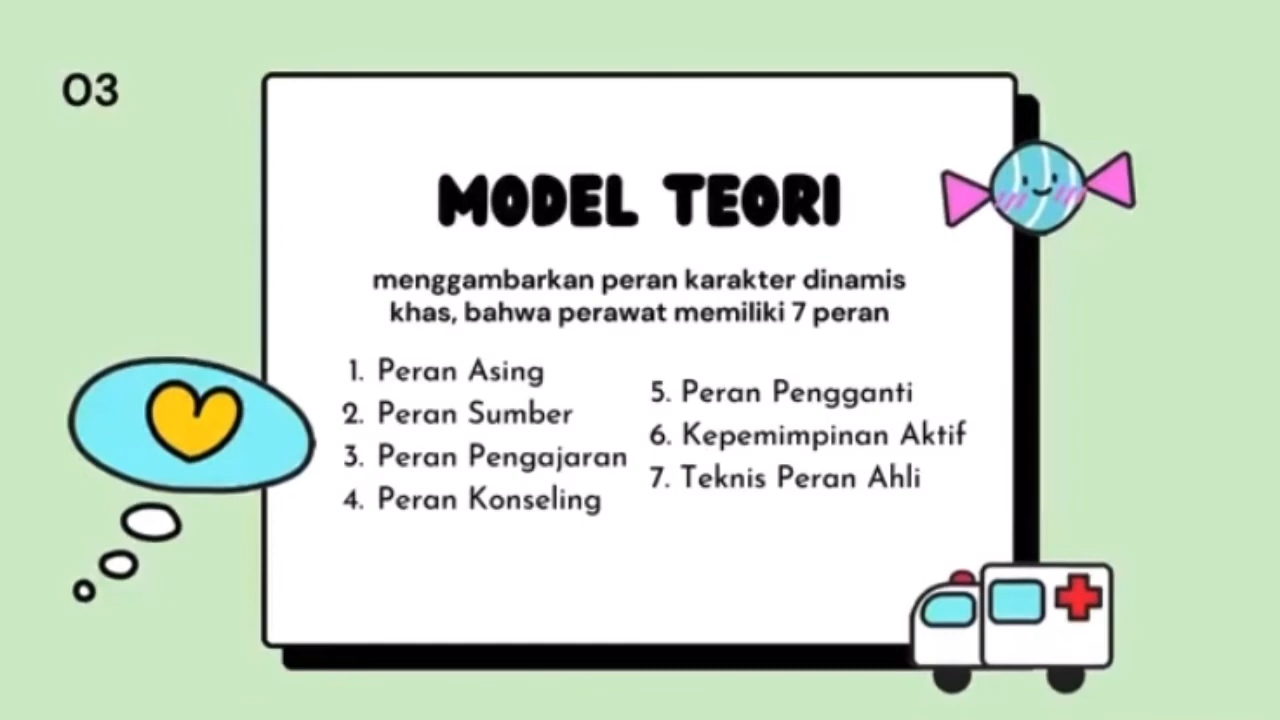 03
MODEL TEORI
menggambarkan peran karakter dinamis
khas, bahwa perawat memiliki 7 peran
1. Peran Asing
2. Peran Sumber
3. Peran Pengajaran
4. Peran Konseling
5. Peran Pengganti
6. Kepemimpinan Aktif
7. Teknis Peran Ahli